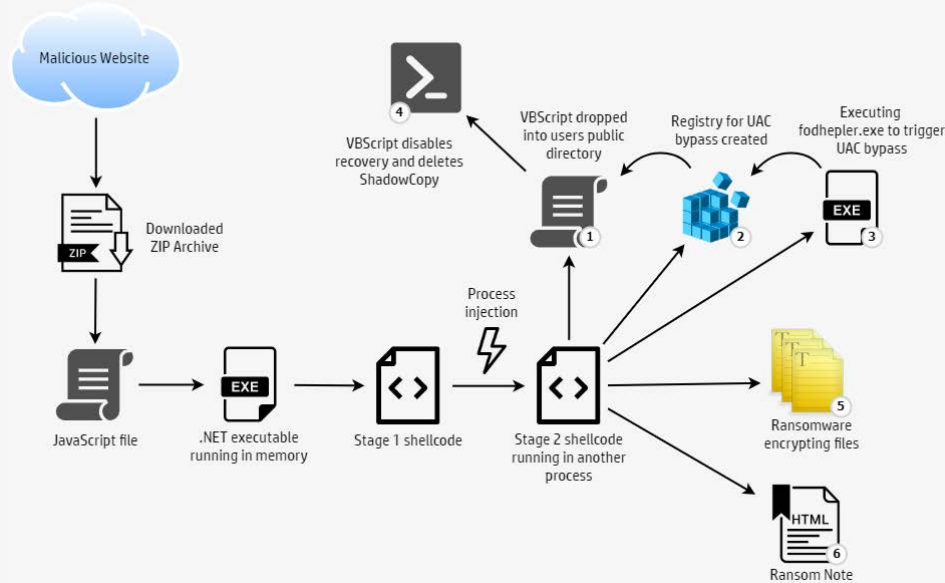 Malicious Website
4
VBScript disables
recovery and deletes
ShadowCopy
VBScript dropped
into users public
directory
1
Registry for UAC
bypass created
2
Executing
fodhepler.exe to trigger
UAC bypass
EXE
3
ZIP
Downloaded
ZIP Archive
Process
injection
JavaScript file
EXE
.NET executable
running in memory
< >
Stage 1 shellcode
< >
Stage 2 shellcode
running in another
process
T
T
T
5
Ransomware
encrypting files
HTML
6
Ransom Note